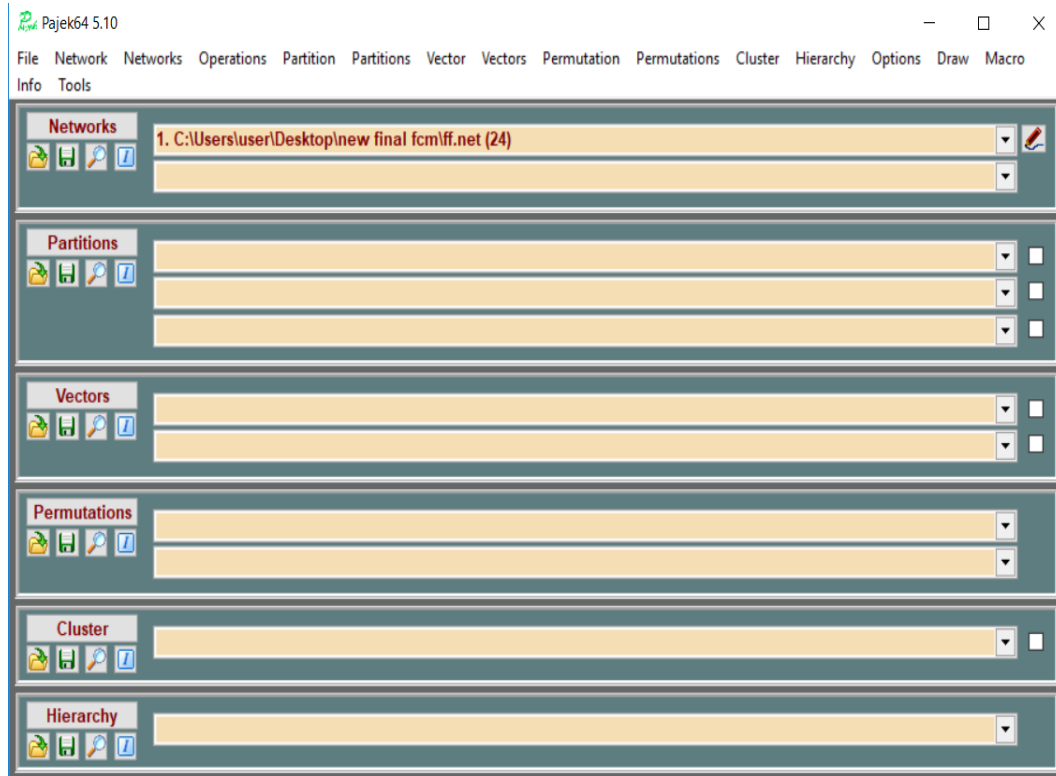 Pajek64 5.10
File Network Networks Operations Partition Partitions Vector Vectors Permutation Permutations Cluster Hierarchy Options Draw Macro
Info Tools
Networks
1. C:\Users\user\Desktop\new final fcm\ff.net (24)
Partitions
Vectors
Permutations
Cluster
Hierarchy